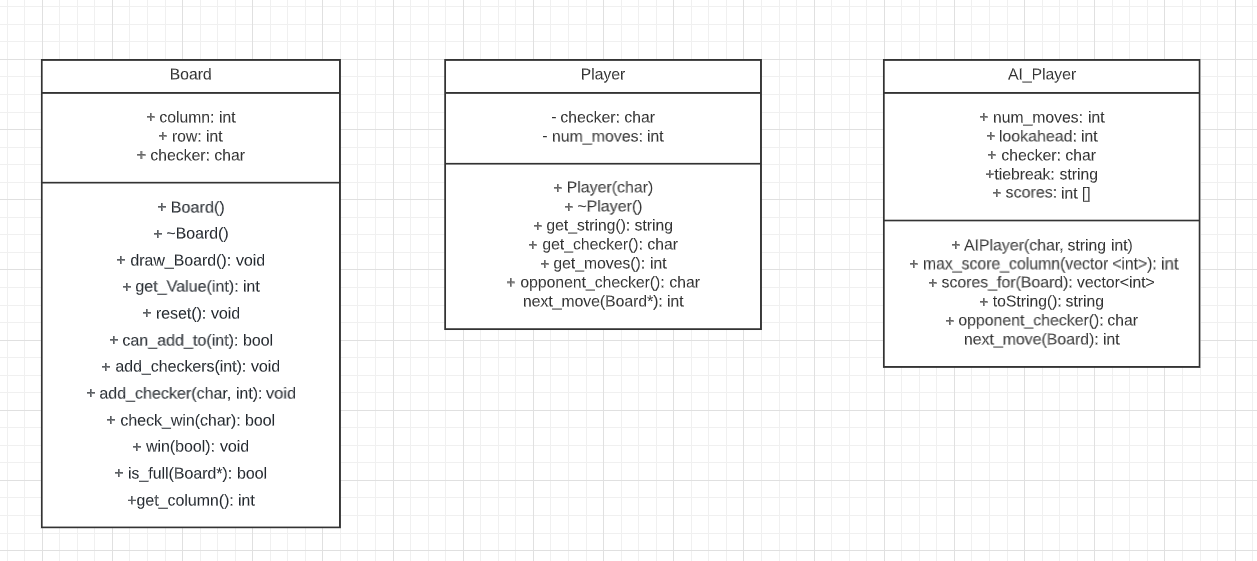 Board
+ column: int
+ row: int
+ checker: char
+ Board()
+ ~Board()
+ draw_Board(): void
+ get_Value(int): int
+ reset(): void
+ can_add_to(int): bool
+ add_checkers(int): void
+ add_checker(char, int): void
+ check_win(char): bool
+ win(bool): void
+ is_full(Board*): bool
+get_column(): int
Player
- checker: char
- num_moves: int
+ Player(char)
+ ~Player()
+ get_string(): string
+ get_checker(): char
+ get_moves(): int
+ opponent_checker(): char
next_move(Board*): int
AI_Player
+ num_moves: int
+ lookahead: int
+ checker: char
+tiebreak: string
+ scores: int []
+ AIPlayer(char, string int)
+ max_score_column(vector <int>): int
+ scores_for(Board): vector<int>
+ toString(): string
+ opponent_checker(): char
next_move(Board): int